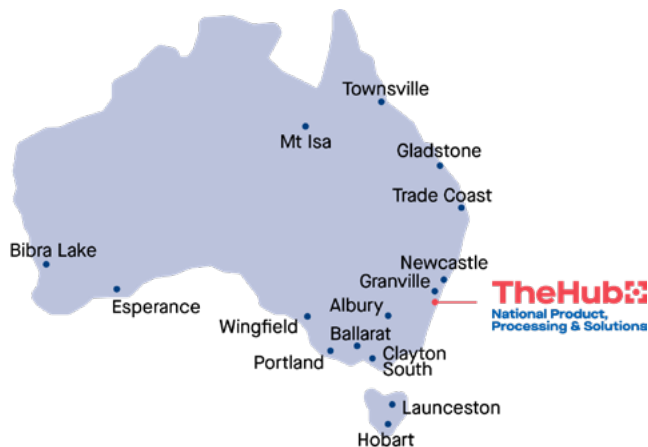 Townsville
Mt Isa
Gladstone
Trade Coast
Bibra Lake
Newcastle
Granville
Esperance
Albury
Wingfield
Ballarat
Portland
Clayton
South
TheHub
National Product,
Processing & Solutions
Launceston
Hobart